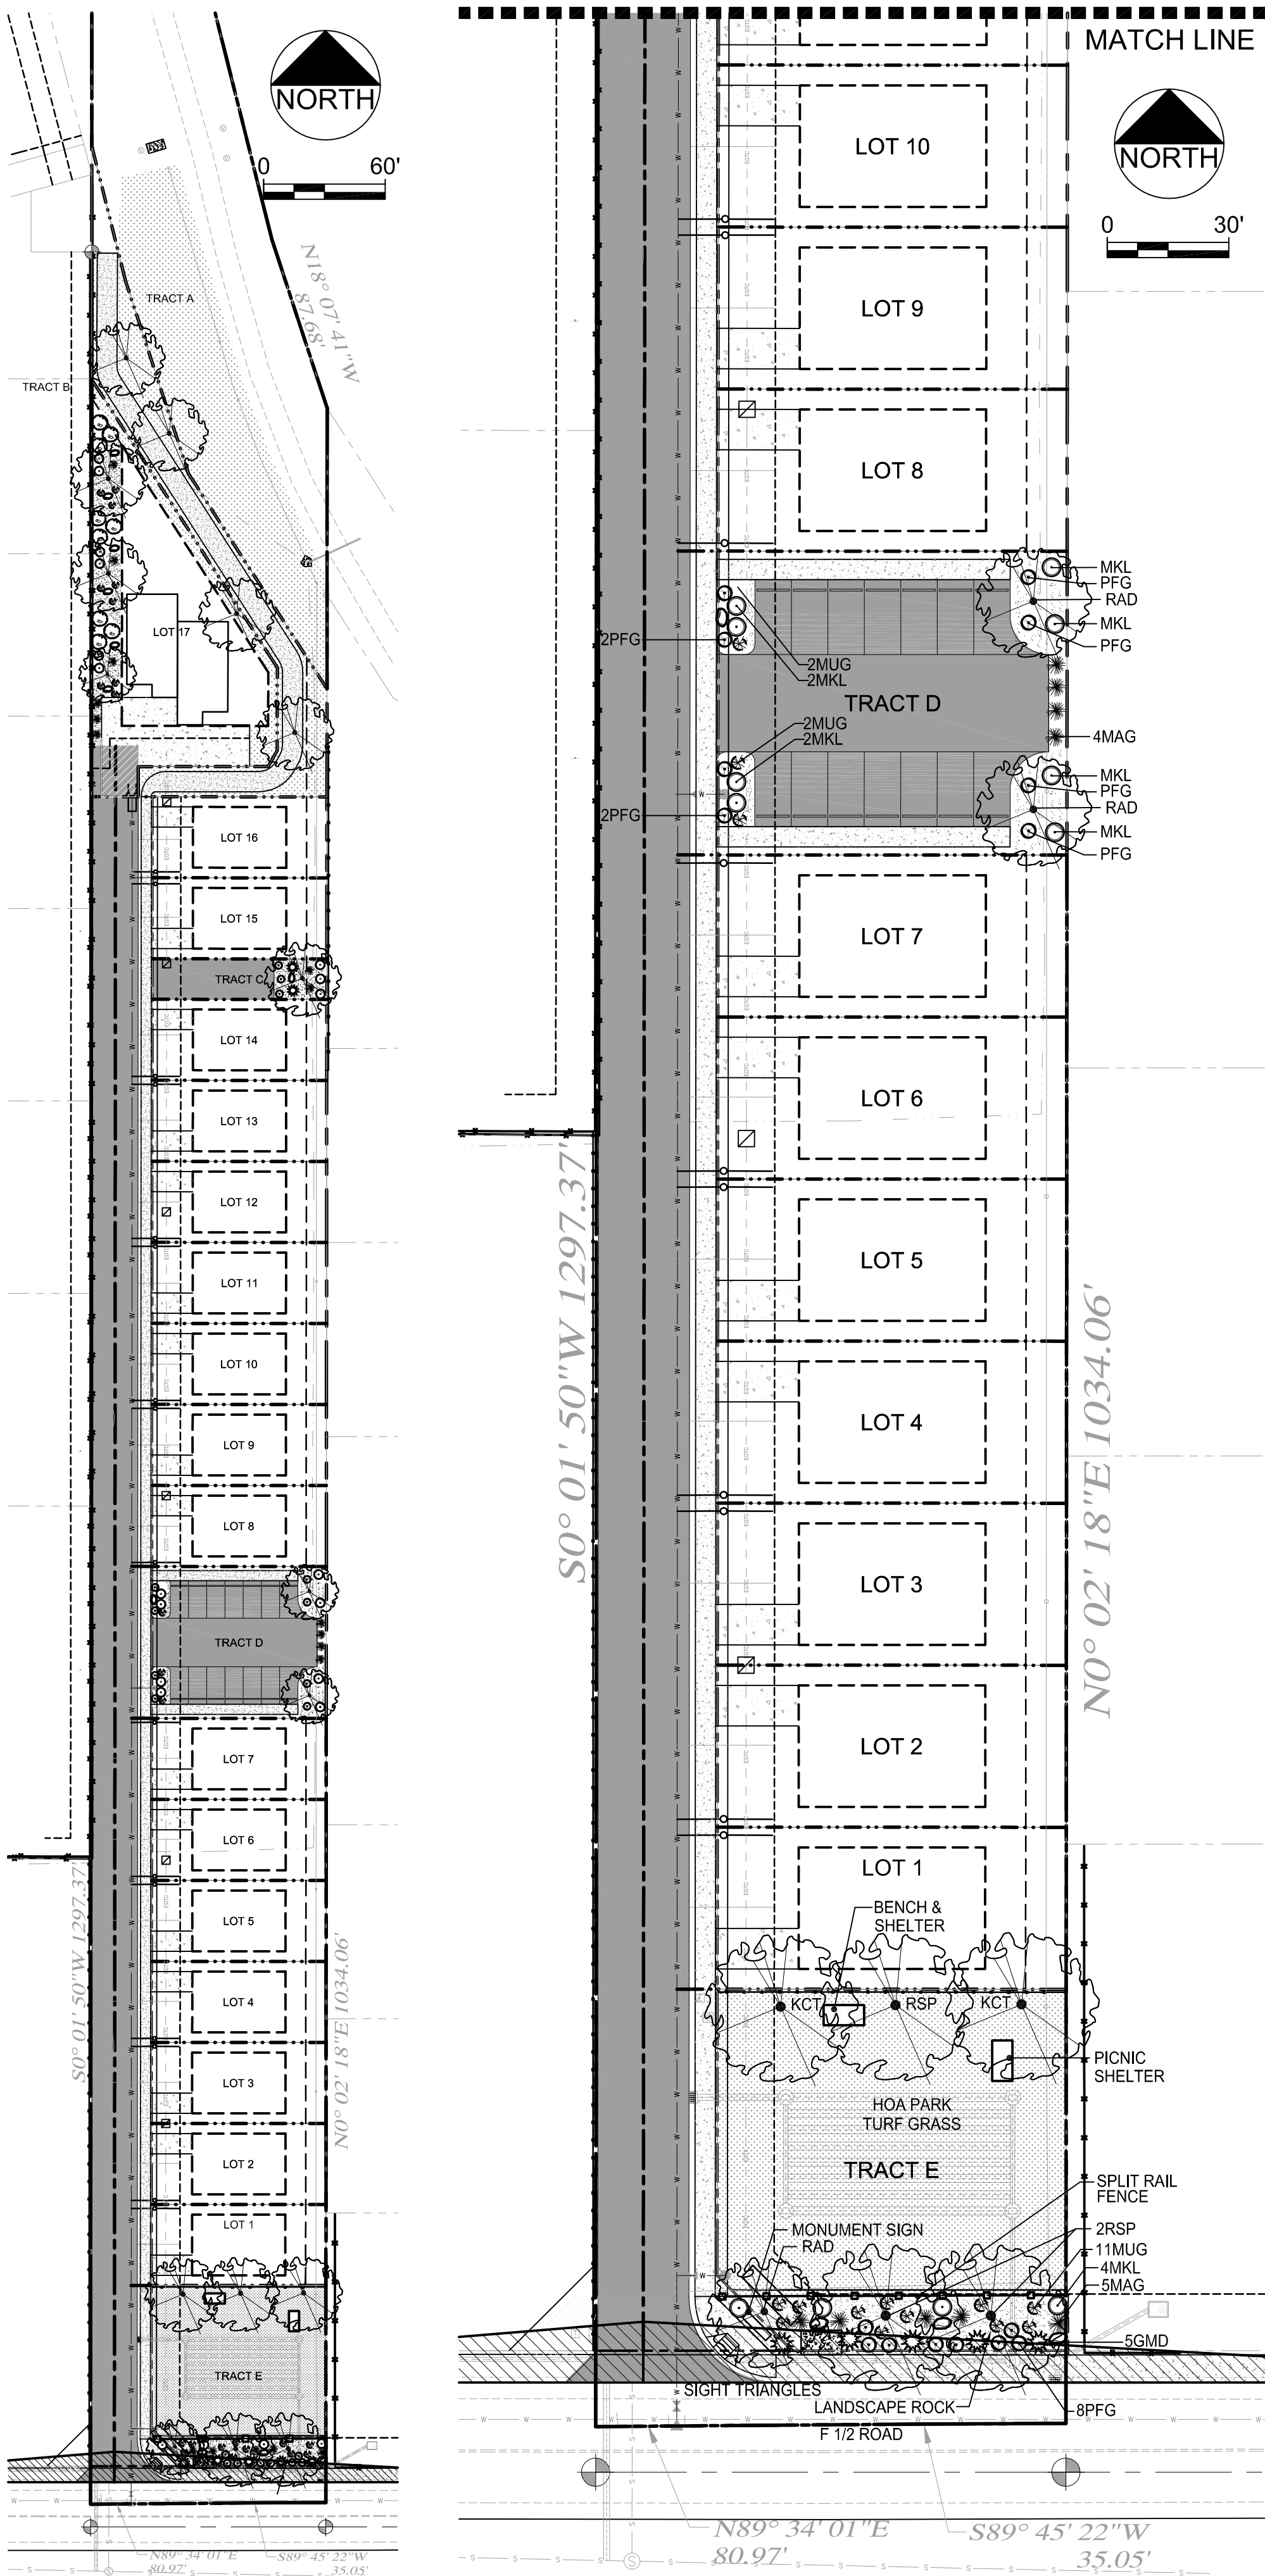 NORTH
0 60'
N18° 07' 41"W
87.68'
TRACT A
TRACT B
LOT 17
LOT 16
LOT 15
TRACT C
LOT 14
LOT 13
LOT 12
LOT 11
LOT 10
LOT 9
LOT 8
TRACT D
LOT 7
LOT 6
LOT 5
LOT 4
LOT 3
LOT 2
LOT 1
TRACT E
S0° 01' 50"W 1297.37'
N0° 02' 18"E 1034.06'
N89° 34' 01"E
80.97'
S89° 45' 22"W
35.05'
MATCH LINE
NORTH
0 30'
LOT 10
LOT 9
LOT 8
MKL
PFG
RAD
MKL
PFG
2PFG
2MUG
2MKL
TRACT D
4MAG
2MUG
2MKL
2PFG
MKL
PFG
RAD
MKL
PFG
LOT 7
LOT 6
LOT 5
LOT 4
LOT 3
LOT 2
LOT 1
S0° 01' 50"W 1297.37'
N0° 02' 18"E 1034.06'
BENCH &
SHELTER
KCT
RSP
KCT
PICNIC
SHELTER
HOA PARK
TURF GRASS
TRACT E
SPLIT RAIL
FENCE
MONUMENT SIGN
RAD
2RSP
11MUG
4MKL
5MAG
5GMD
SIGHT TRIANGLES
LANDSCAPE ROCK
8PFG
F 1/2 ROAD
N89° 34' 01"E
80.97'
S89° 45' 22"W
35.05'